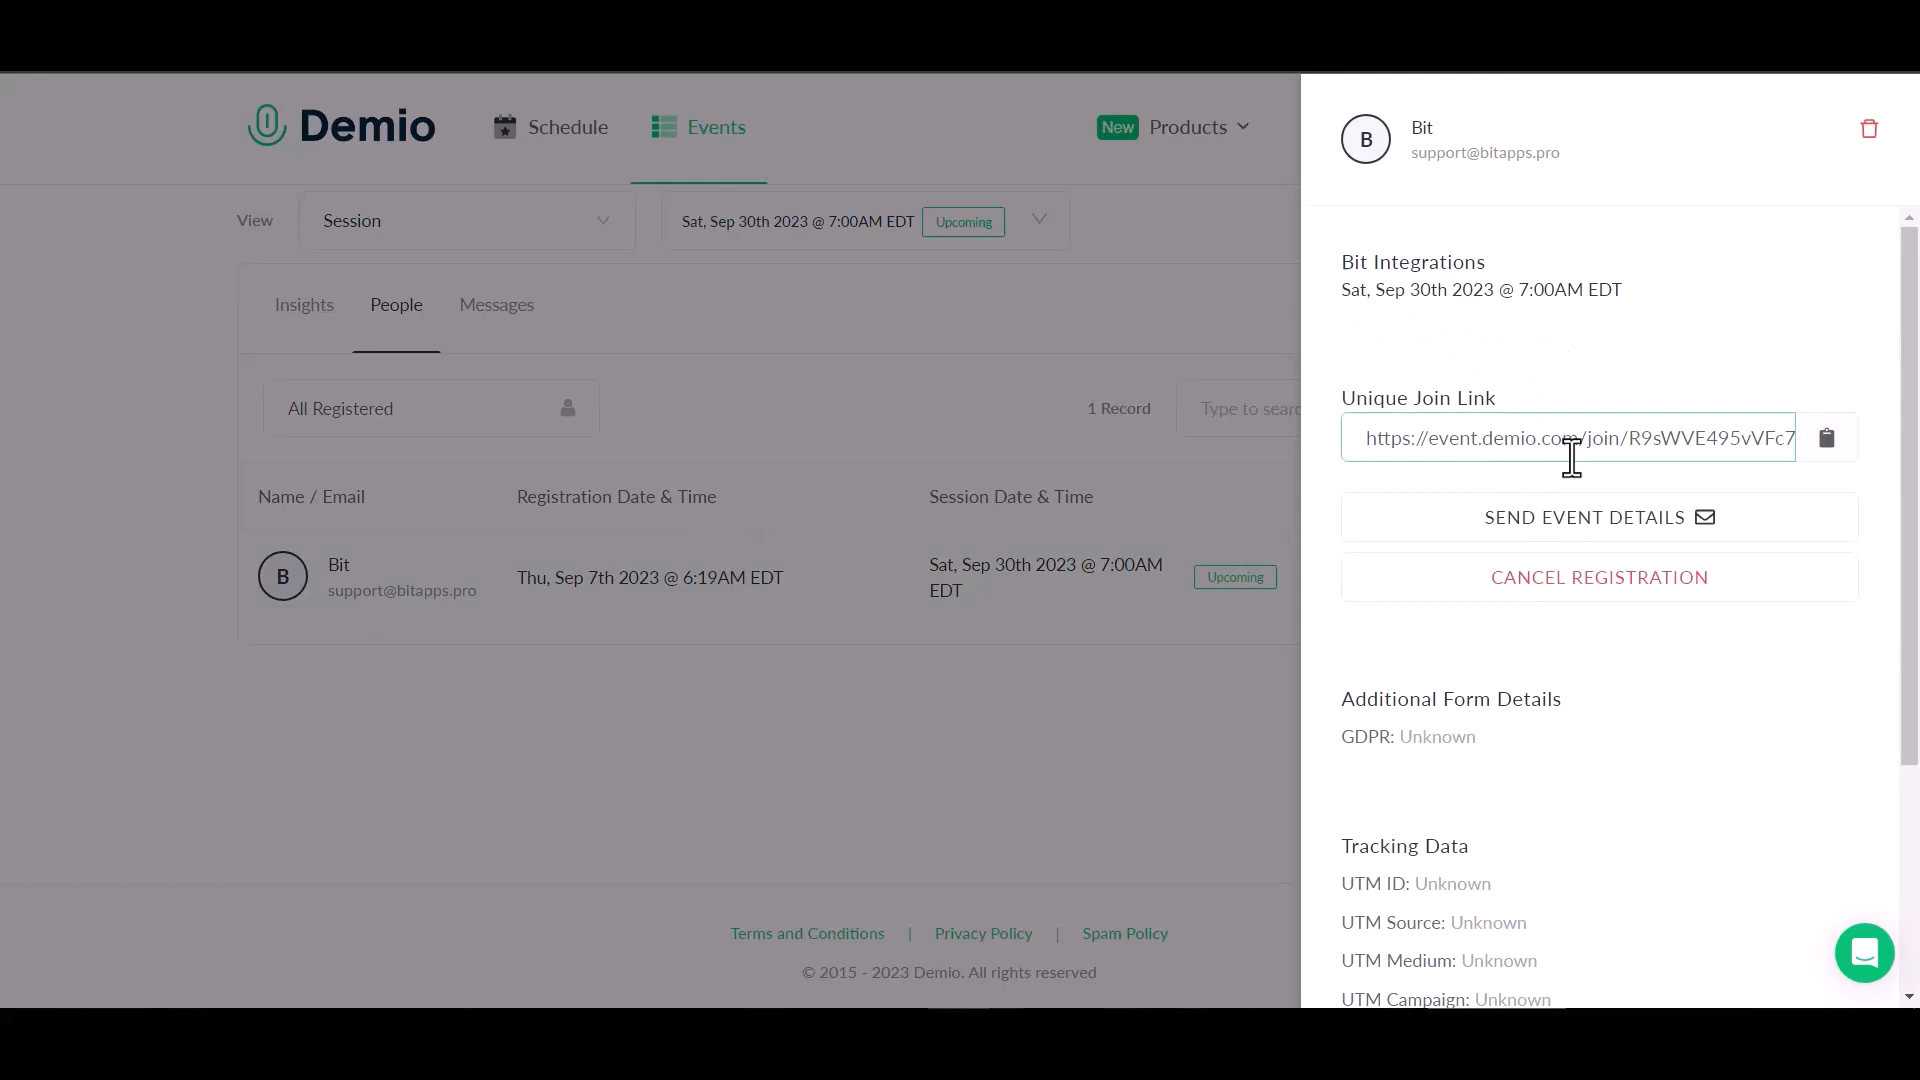 Demio
Schedule
Events
New
Products
View
Session
Sat, Sep 30th 2023 @ 7:00AM EDT
Upcoming
Insights
People
Messages
All Registered
1 Record
Type to searc
Name / Email
Registration Date & Time
Session Date & Time
B
Bit
support@bitapps.pro
Thu, Sep 7th 2023 @ 6:19AM EDT
Sat, Sep 30th 2023 @ 7:00AM
EDT
Upcoming
Terms and Conditions | Privacy Policy | Spam Policy
© 2015 - 2023 Demio. All rights reserved
B
Bit
support@bitapps.pro
Bit Integrations
Sat, Sep 30th 2023 @ 7:00AM EDT
Unique Join Link
https://event.demio.com/join/R9sWVE495vVFc7
SEND EVENT DETAILS
CANCEL REGISTRATION
Additional Form Details
GDPR: Unknown
Tracking Data
UTM ID: Unknown
UTM Source: Unknown
UTM Medium: Unknown
UTM Campaign: Unknown